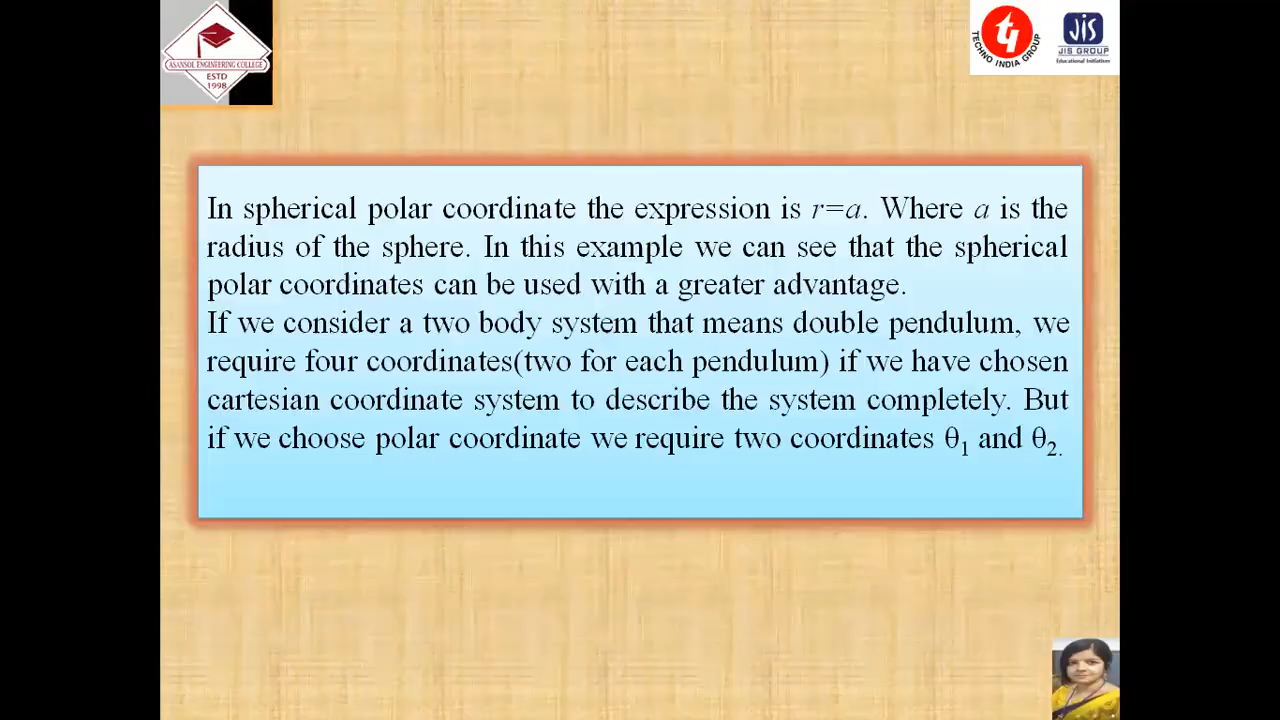 ASANSOL ENGINEERING COLLEGE
ESTD
1998
TECHNO INDIA GROUP
JIS
JIS GROUP
Educational Initiatives
In spherical polar coordinate the expression is r=a. Where a is the
radius of the sphere. In this example we can see that the spherical
polar coordinates can be used with a greater advantage.
If we consider a two body system that means double pendulum, we
require four coordinates(two for each pendulum) if we have chosen
cartesian coordinate system to describe the system completely. But
if we choose polar coordinate we require two coordinates θ₁ and θ₂.